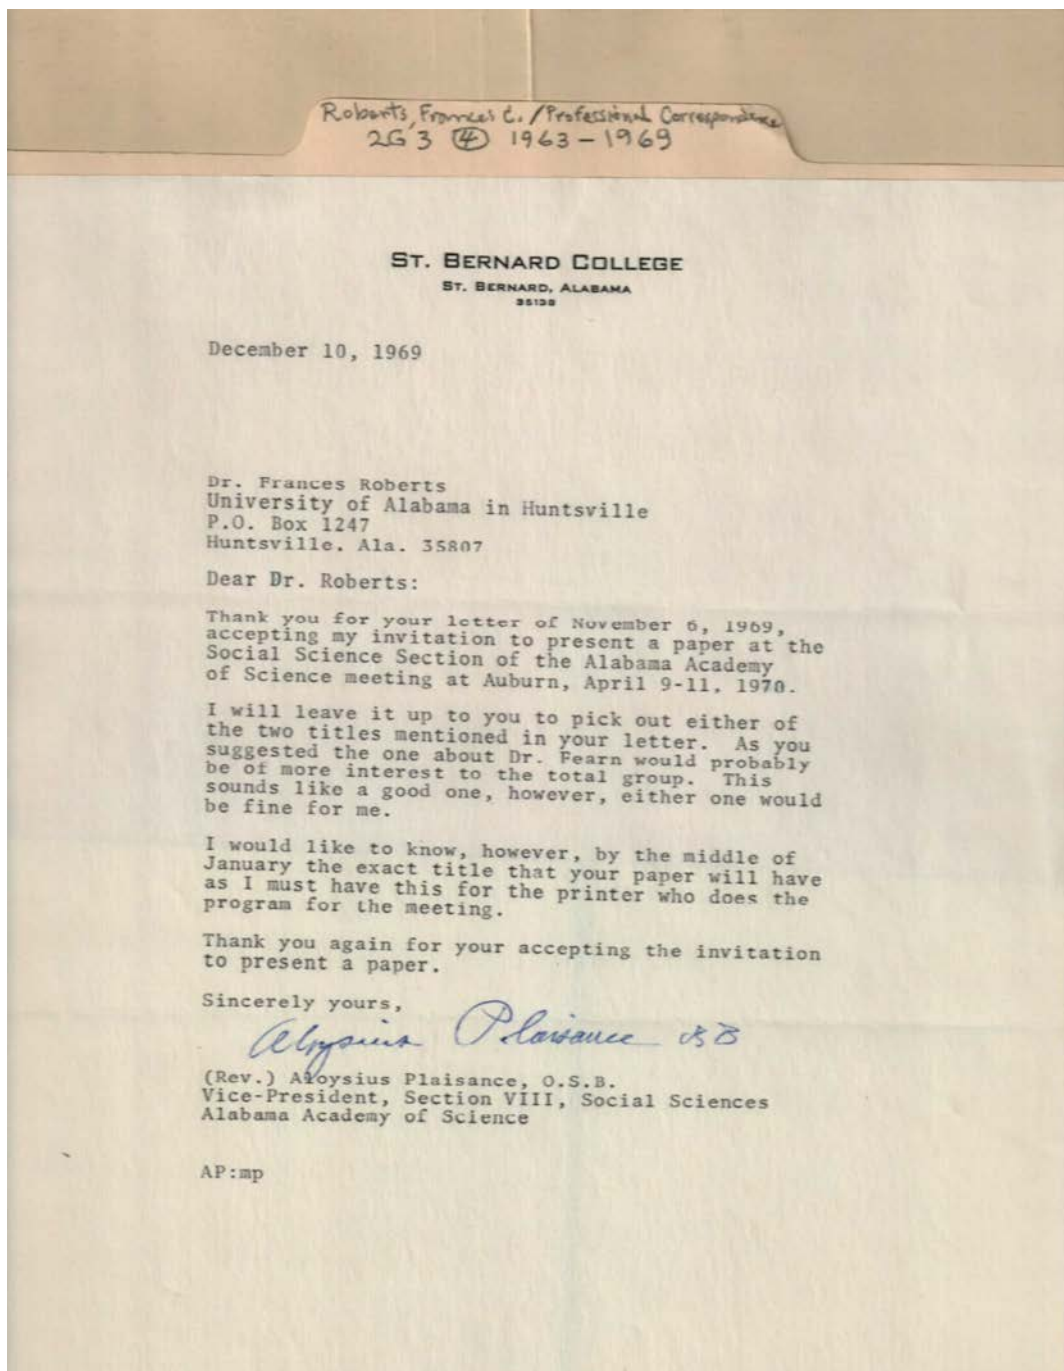 Roberts, Frances C. / Professional Correspondence
2G 3 ④ 1963-1969
ST. BERNARD COLLEGE
ST. BERNARD, ALABAMA
35138
December 10, 1969
Dr. Frances Roberts
University of Alabama in Huntsville
P.O. Box 1247
Huntsville. Ala. 35807
Dear Dr. Roberts:
Thank you for your letter of November 6, 1969,
accepting my invitation to present a paper at the
Social Science Section of the Alabama Academy
of Science meeting at Auburn, April 9-11, 1970.
I will leave it up to you to pick out either of
the two titles mentioned in your letter. As you
suggested the one about Dr. Fearn would probably
be of more interest to the total group. This
sounds like a good one, however, either one would
be fine for me.
I would like to know, however, by the middle of
January the exact title that your paper will have
as I must have this for the printer who does the
program for the meeting.
Thank you again for your accepting the invitation
to present a paper.
Sincerely yours,
Aloysius Plaisance OSB
(Rev.) Aloysius Plaisance, O.S.B.
Vice-President, Section VIII, Social Sciences
Alabama Academy of Science
AP:mp